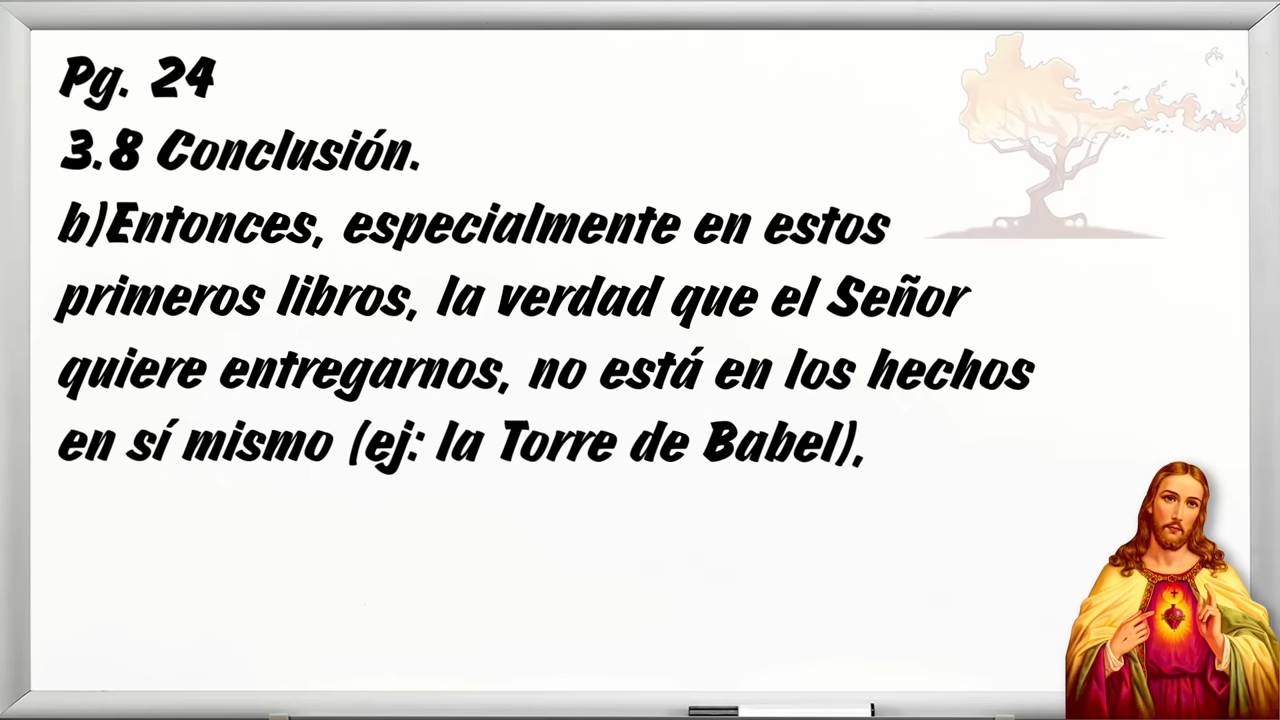 Pg. 24
3.8 Conclusión.
b)Entonces, especialmente en estos
primeros libros, la verdad que el Señor
quiere entregarnos, no está en los hechos
en sí mismo (ej: la Torre de Babel),